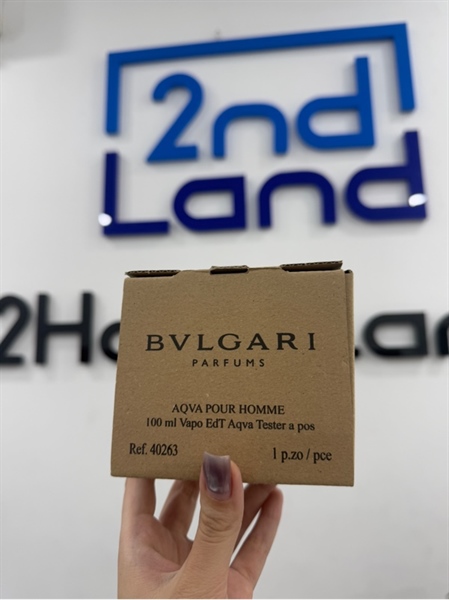 2nd
Land
BVLGARI
PARFUMS
AQVA POUR HOMME
100 ml Vapo EdT Aqva Tester a pos
Ref. 40263
1 p.zo / pce